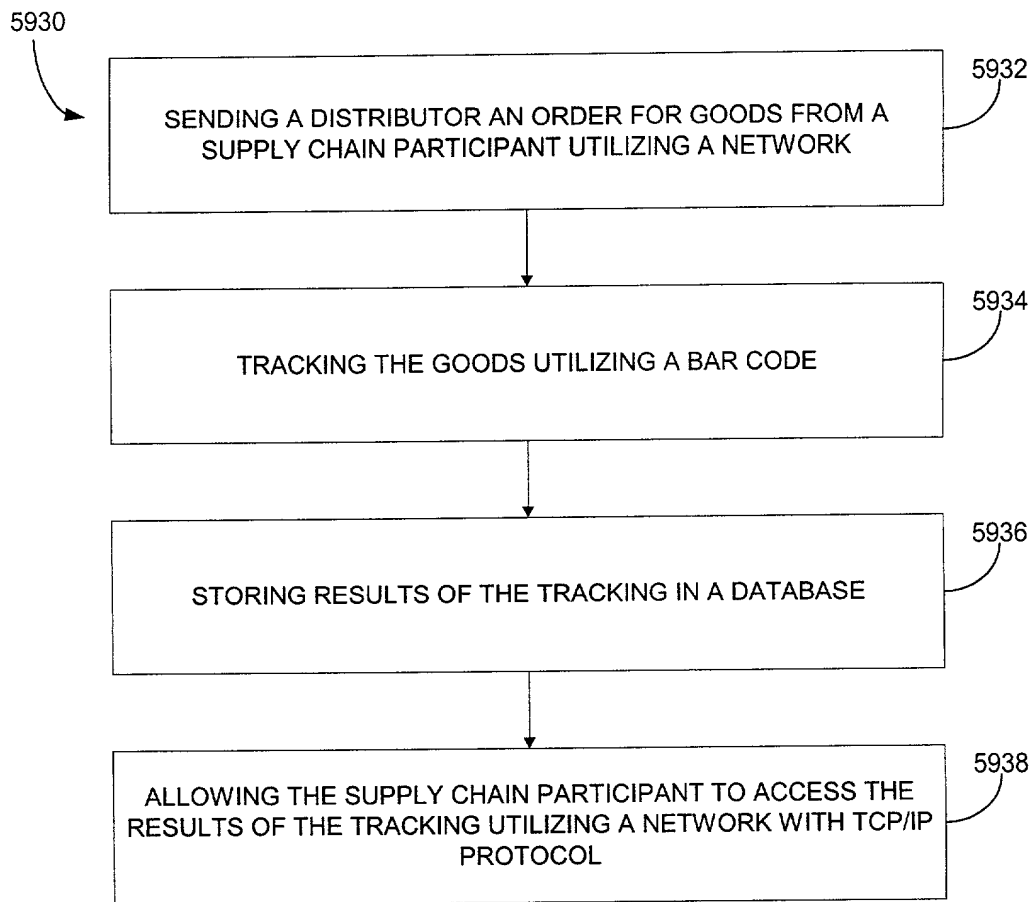 5930
5932
SENDING A DISTRIBUTOR AN ORDER FOR GOODS FROM A
SUPPLY CHAIN PARTICIPANT UTILIZING A NETWORK
5934
TRACKING THE GOODS UTILIZING A BAR CODE
5936
STORING RESULTS OF THE TRACKING IN A DATABASE
5938
ALLOWING THE SUPPLY CHAIN PARTICIPANT TO ACCESS THE
RESULTS OF THE TRACKING UTILIZING A NETWORK WITH TCP/IP
PROTOCOL